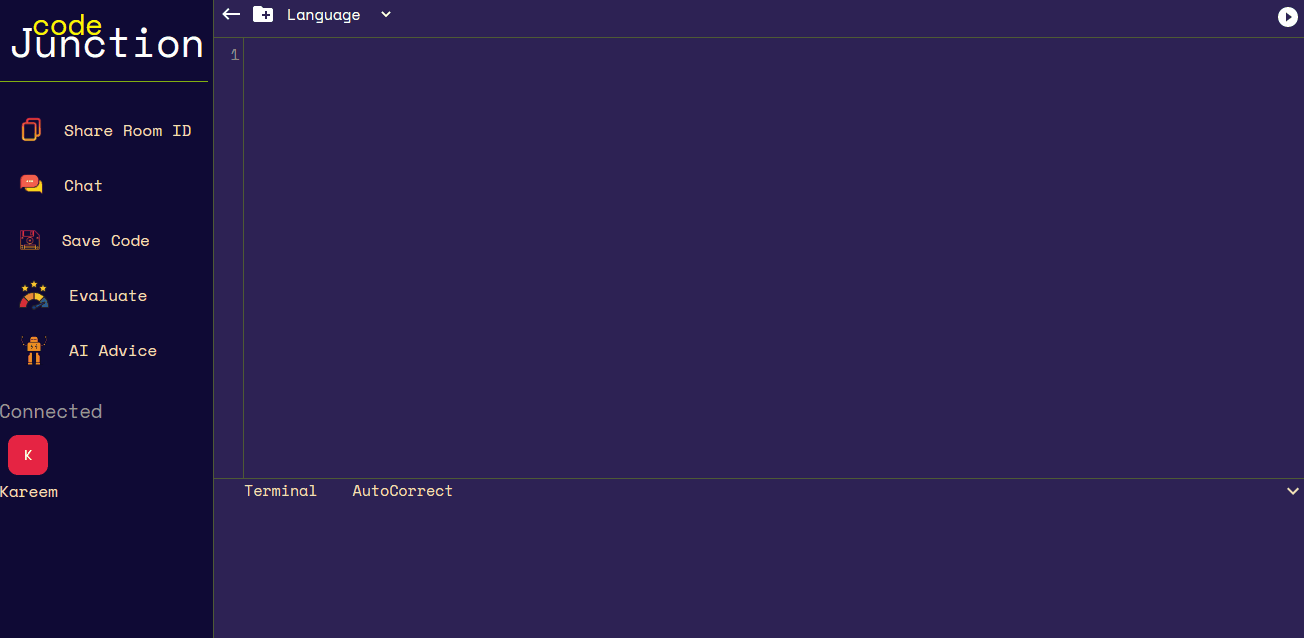 code
Junction
Share Room ID
Chat
Save Code
Evaluate
AI Advice
Connected
K
Kareem
Language
1
Terminal AutoCorrect